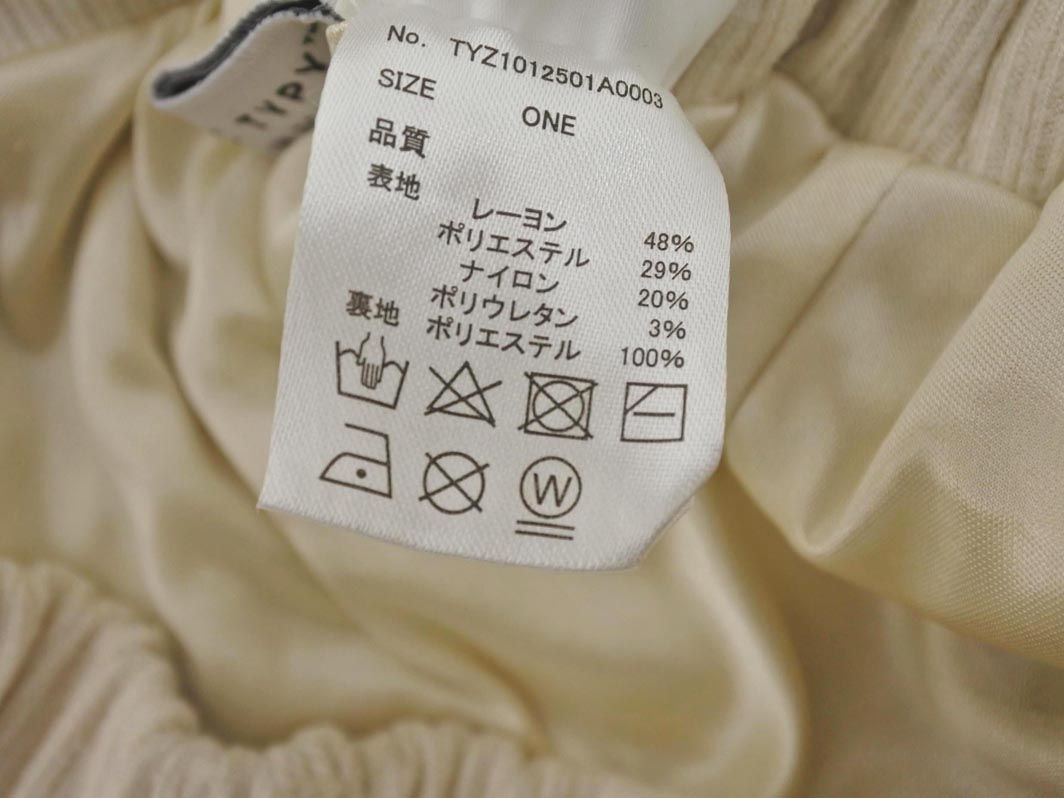 TYPY
No. TYZ1012501A0003
SIZE ONE
品質
表地
レーヨン 48%
ポリエステル 29%
ナイロン 20%
ポリウレタン 3%
裏地 ポリエステル 100%
W